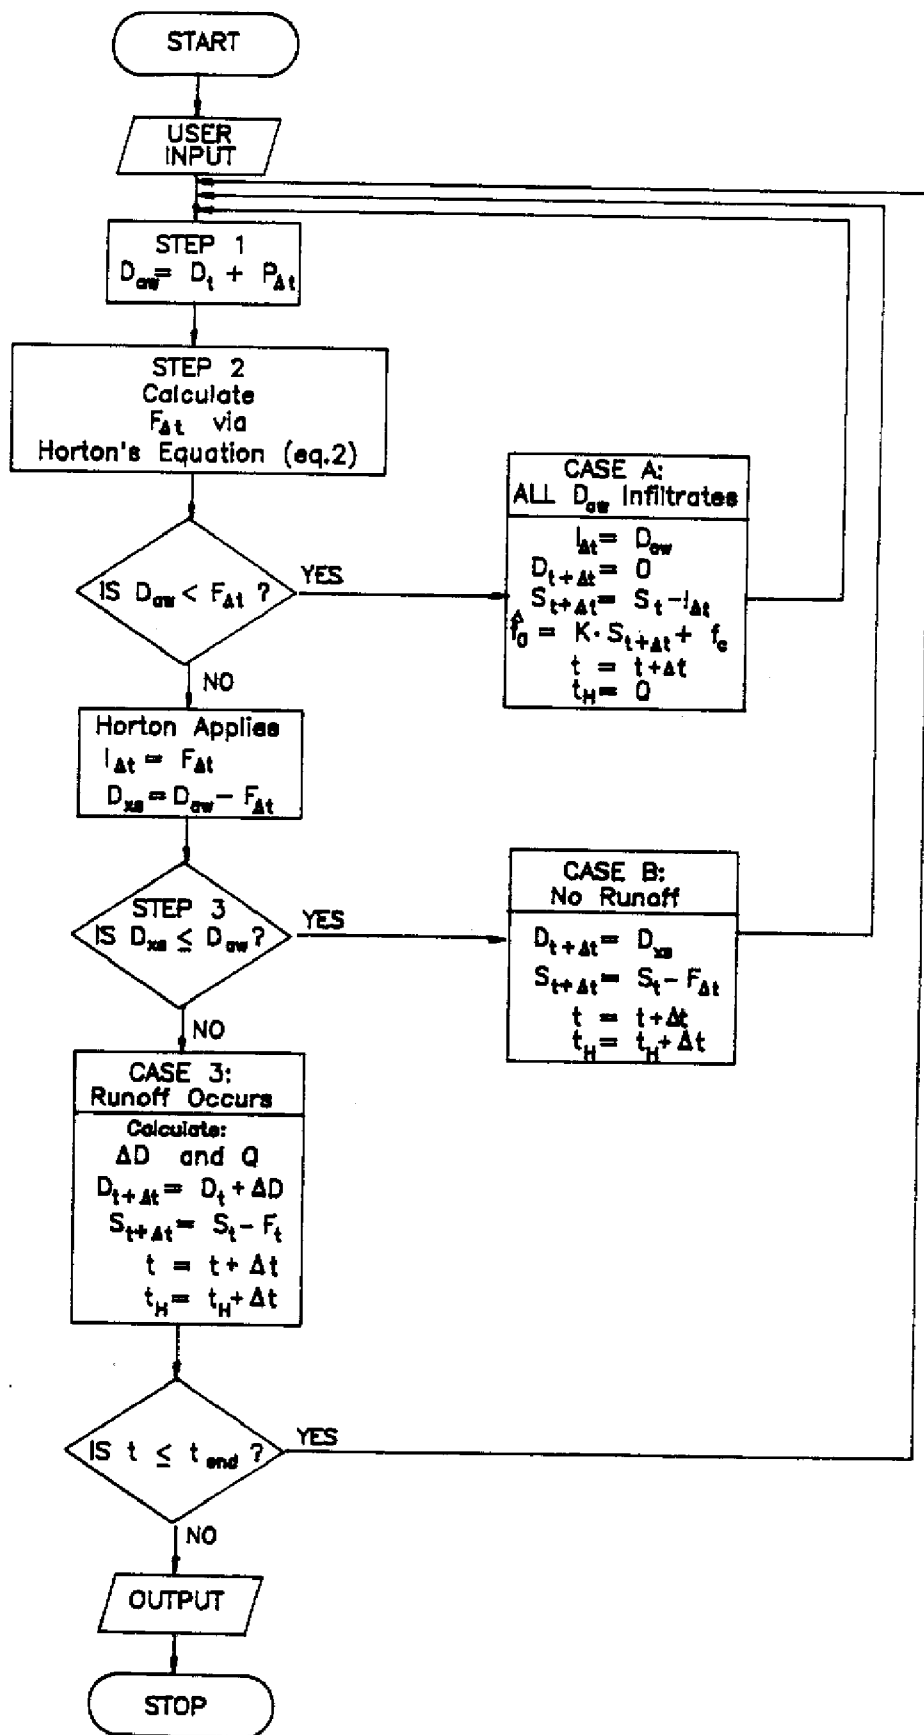 START
USER
INPUT
STEP 1
D_aw = D_t + P_Δt
STEP 2
Calculate
F_Δt via
Horton's Equation (eq.2)
IS D_aw < F_Δt ?
YES
CASE A:
ALL D_aw Infiltrates
I_Δt = D_aw
D_t+Δt = 0
S_t+Δt = S_t - I_Δt
f̂_0 = K · S_t+Δt + f_c
t = t+Δt
t_H = 0
NO
Horton Applies
I_Δt = F_Δt
D_xs = D_aw - F_Δt
STEP 3
IS D_xs ≤ D_aw ?
YES
CASE B:
No Runoff
D_t+Δt = D_xs
S_t+Δt = S_t - F_Δt
t = t+Δt
t_H = t_H + Δt
NO
CASE 3:
Runoff Occurs
Calculate:
ΔD and Q
D_t+Δt = D_t + ΔD
S_t+Δt = S_t - F_t
t = t + Δt
t_H = t_H + Δt
IS t ≤ t_end ?
YES
NO
OUTPUT
STOP